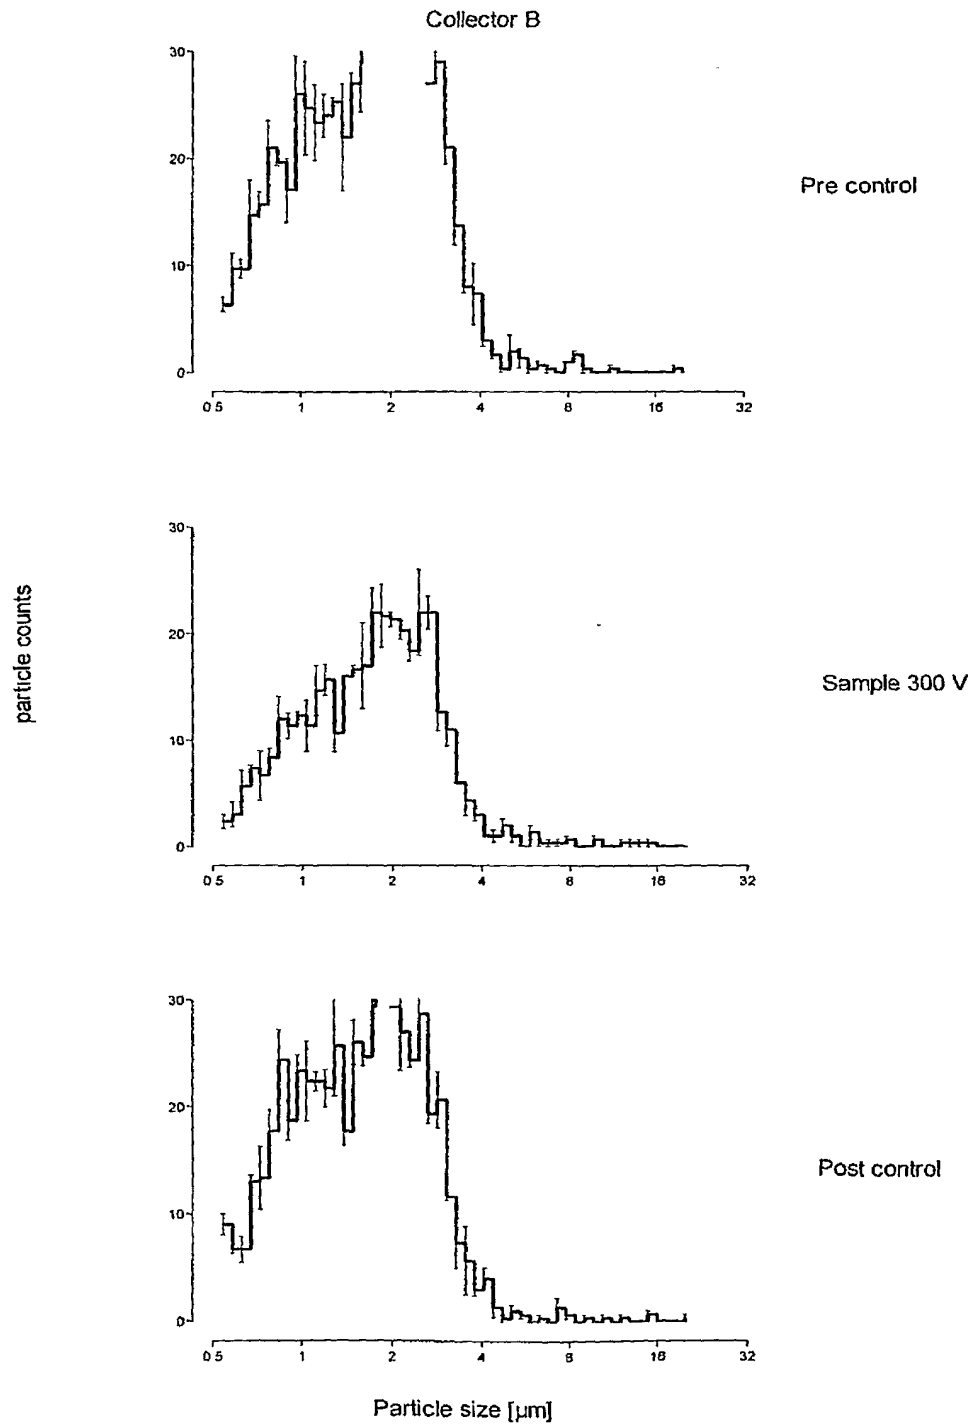 Collector B
30
20
10
0
0 5 1 2 4 8 16 32
Pre control
particle counts
30
20
10
0
0 5 1 2 4 8 16 32
Sample 300 V
30
20
10
0
0 5 1 2 4 8 16 32
Post control
Particle size [µm]